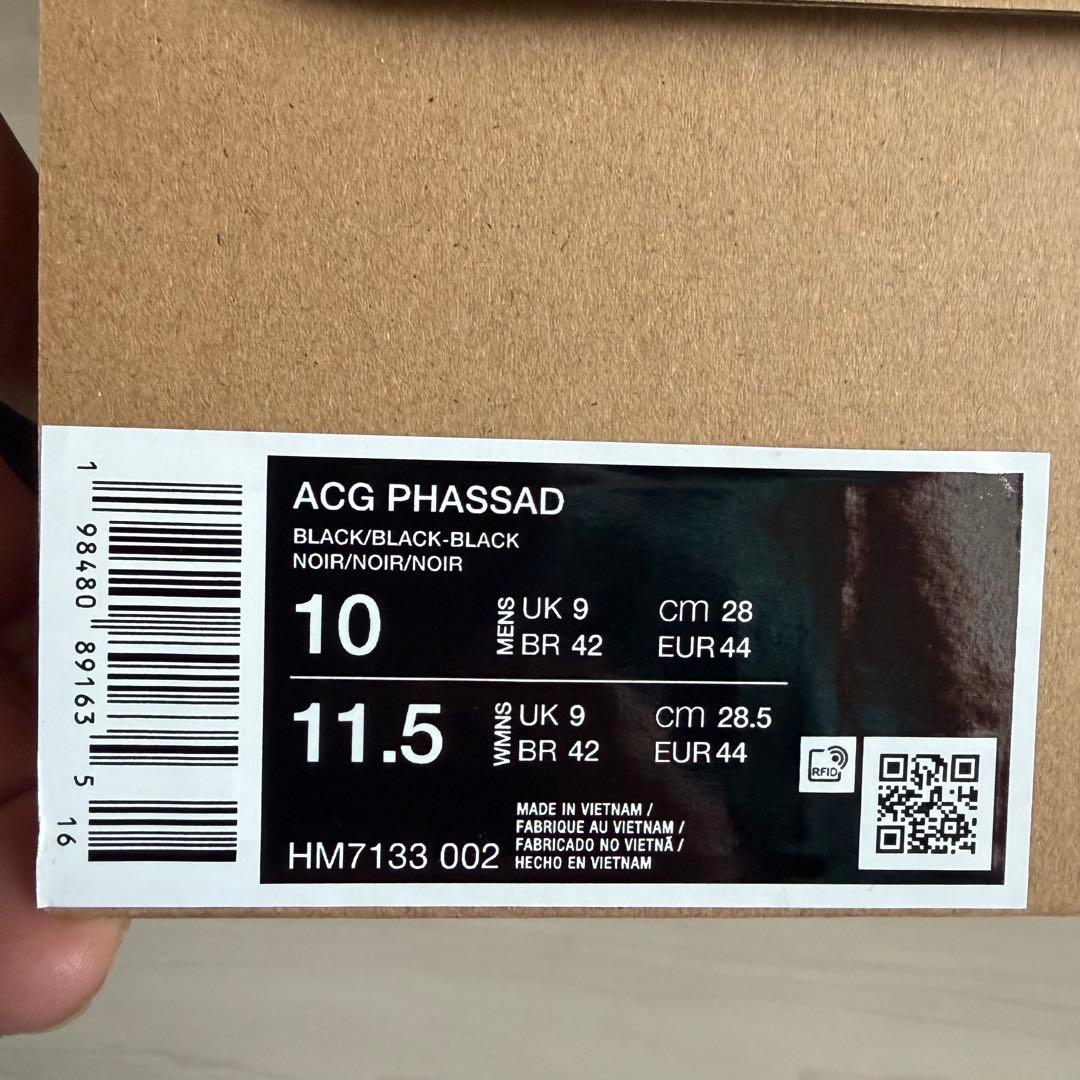 ACG PHASSAD
BLACK/BLACK-BLACK
NOIR/NOIR/NOIR
10 MENS UK 9 cm 28
BR 42 EUR 44
11.5 WMNS UK 9 cm 28.5
BR 42 EUR 44
RFID
MADE IN VIETNAM /
FABRIQUE AU VIETNAM /
FABRICADO NO VIETNÃ /
HECHO EN VIETNAM
HM7133 002
1 98480 89163 5 16